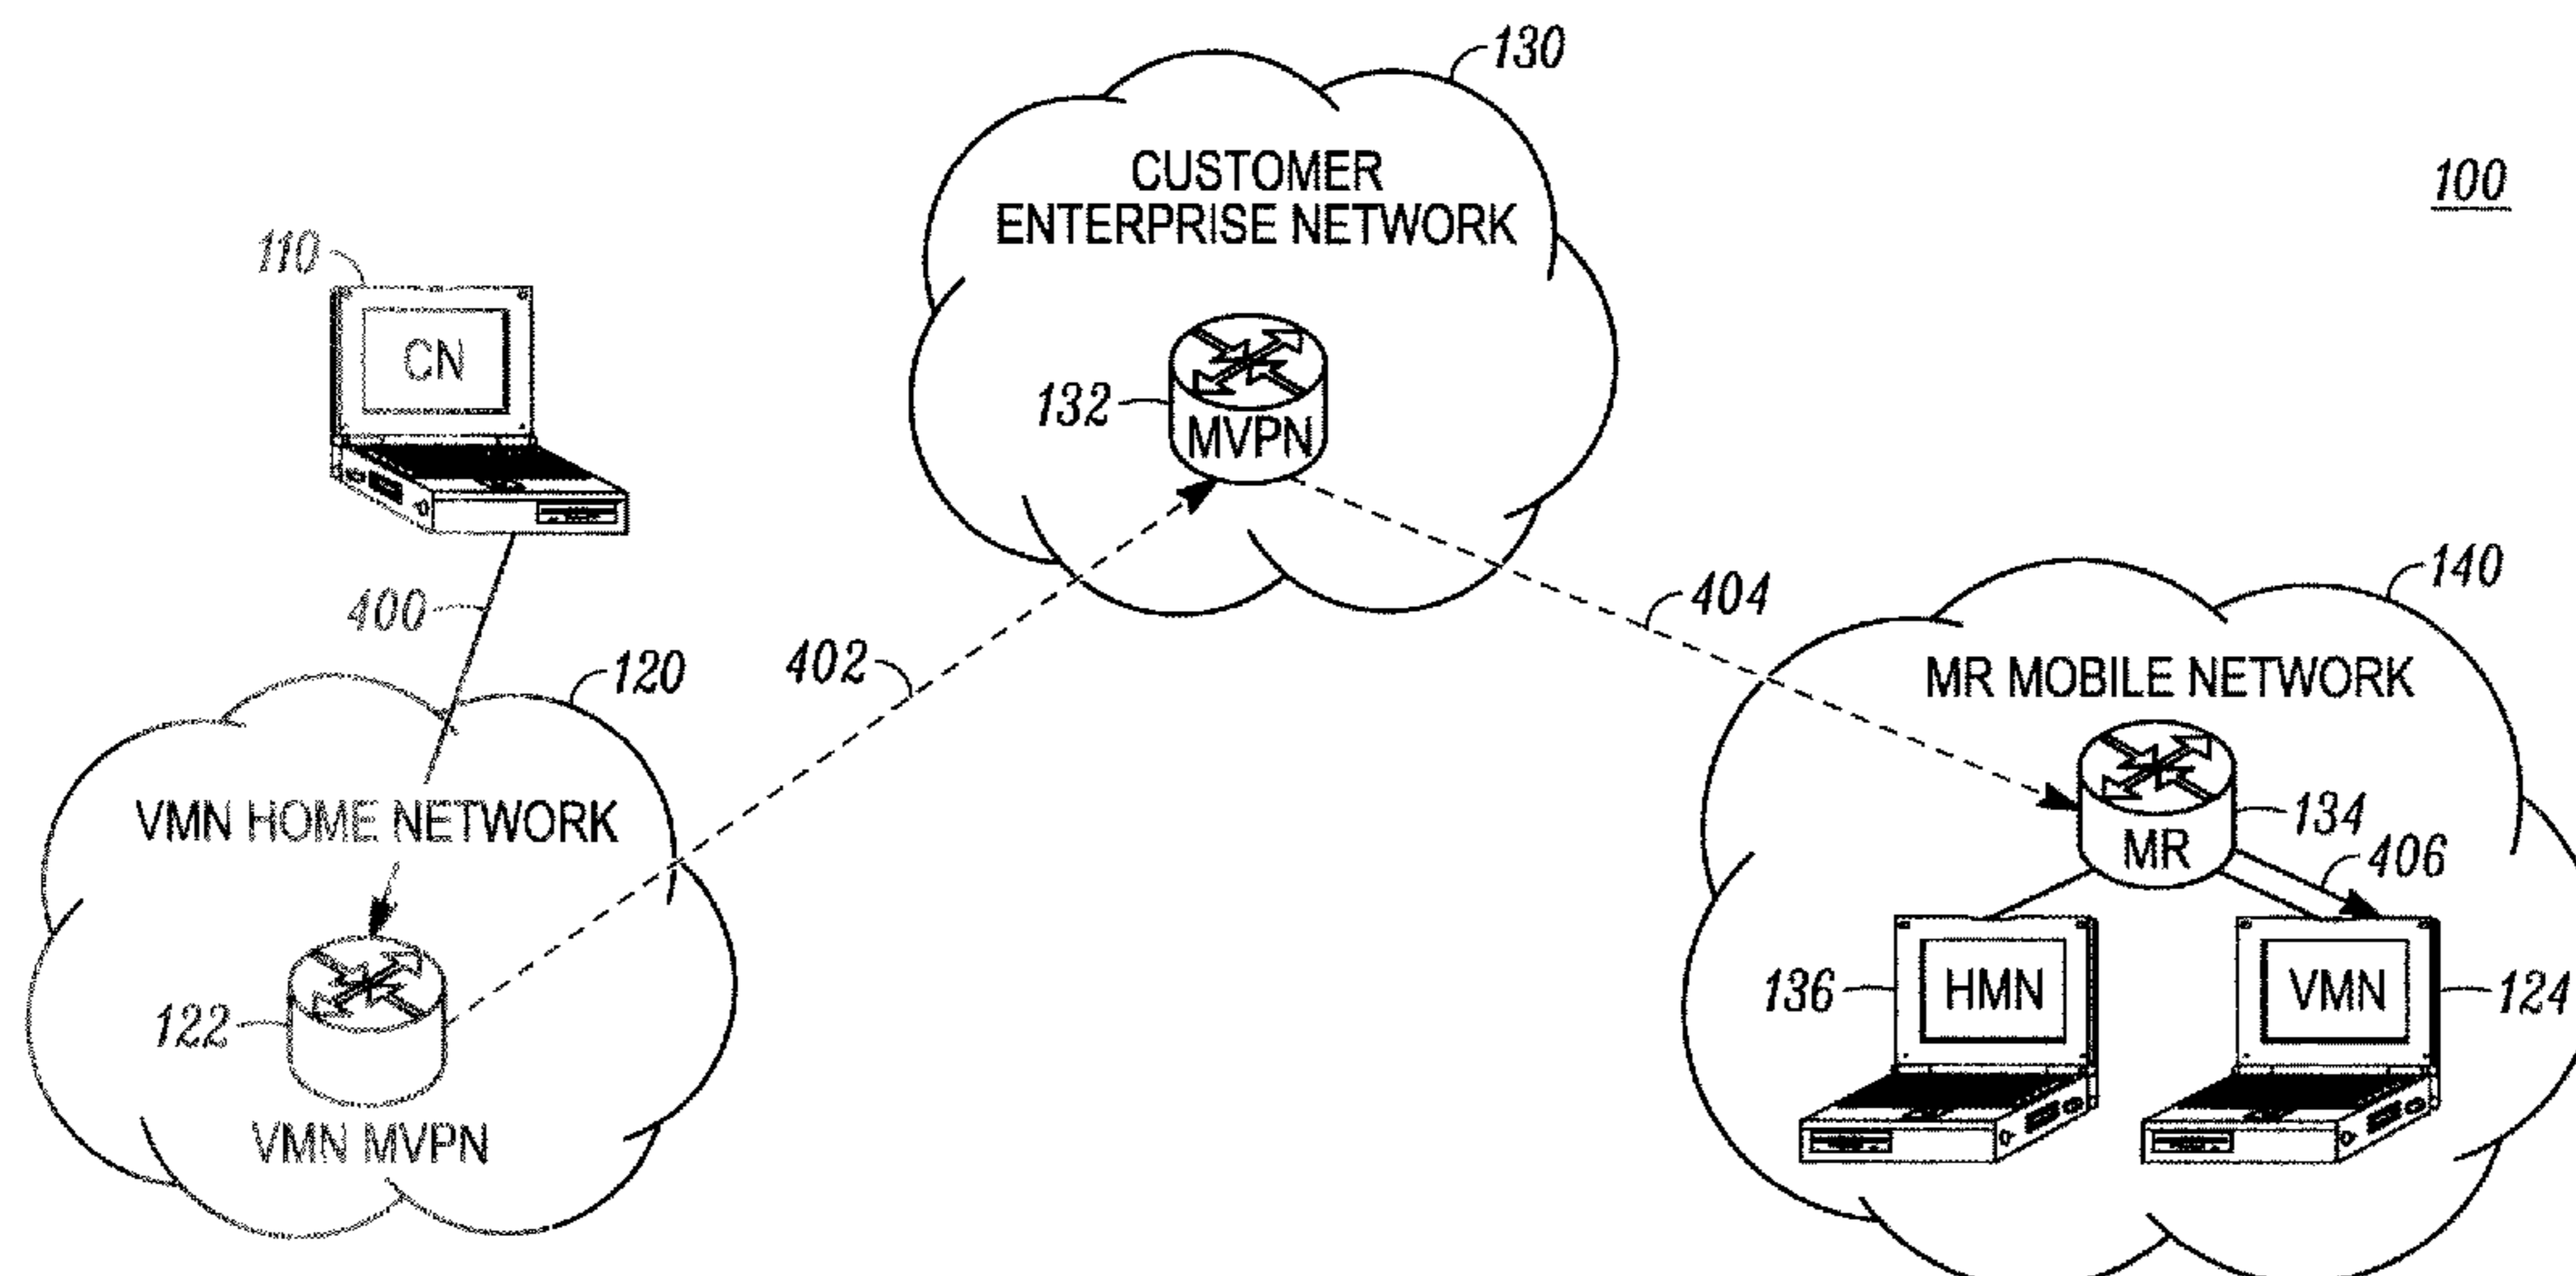 130
CUSTOMER
ENTERPRISE NETWORK
100
110
CN
132
MVPN
400
140
404
120
402
MR MOBILE NETWORK
VMN HOME NETWORK
134
MR
406
136
HMN
VMN
124
122
VMN MVPN